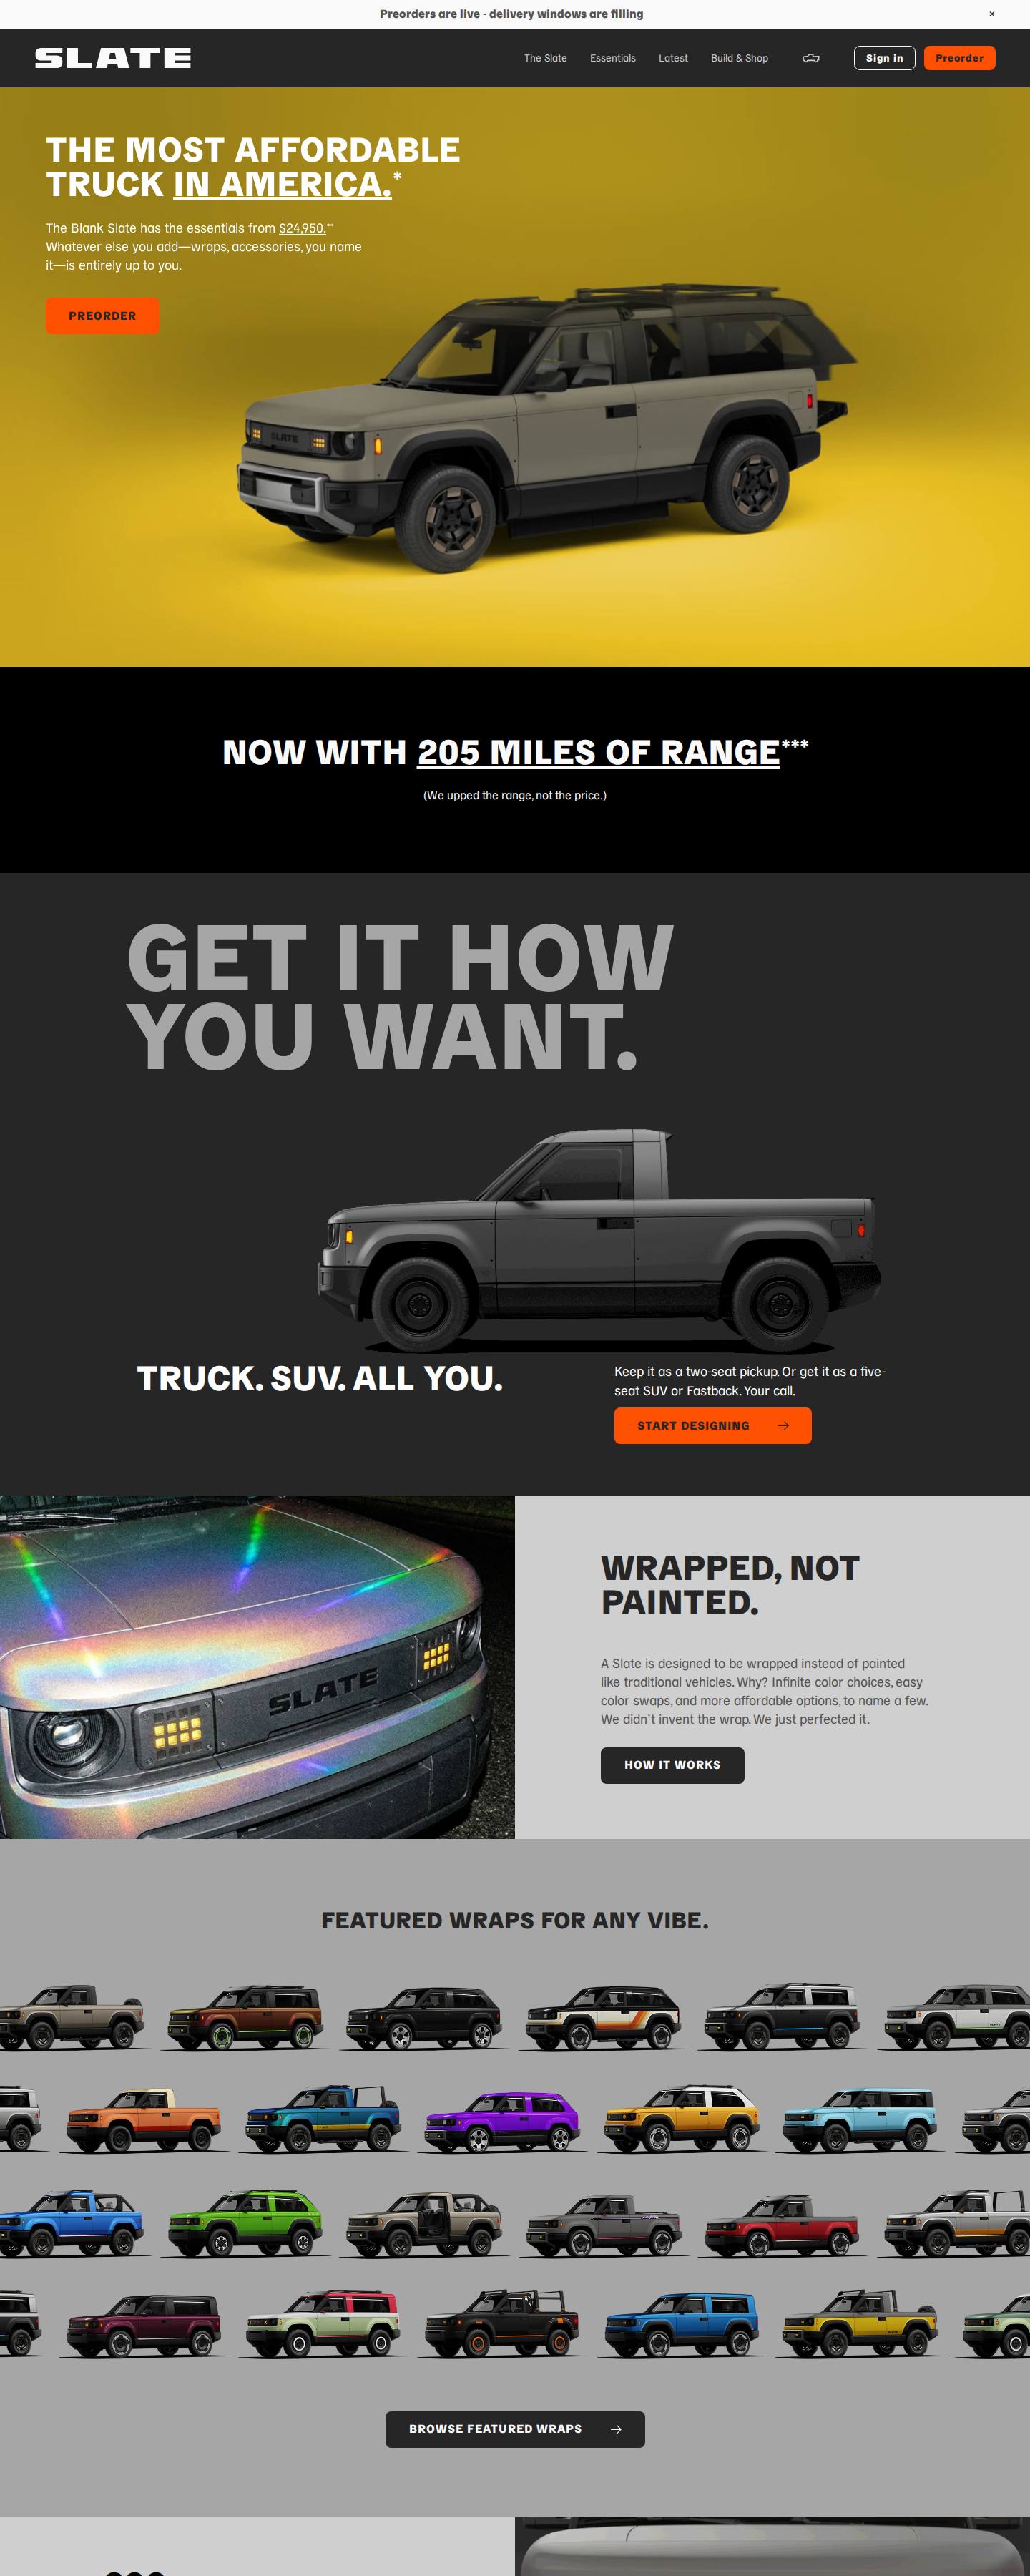 Preorders are live - delivery windows are filling
×
SLATE
The Slate
Essentials
Latest
Build & Shop
Sign in
Preorder
THE MOST AFFORDABLE
TRUCK IN AMERICA.*
The Blank Slate has the essentials from $24,950.**
Whatever else you add—wraps, accessories, you name
it—is entirely up to you.
PREORDER
SLATE
NOW WITH 205 MILES OF RANGE***
(We upped the range, not the price.)
GET IT HOW
YOU WANT.
TRUCK. SUV. ALL YOU.
Keep it as a two-seat pickup. Or get it as a five-
seat SUV or Fastback. Your call.
START DESIGNING
SLATE
WRAPPED, NOT
PAINTED.
A Slate is designed to be wrapped instead of painted
like traditional vehicles. Why? Infinite color choices, easy
color swaps, and more affordable options, to name a few.
We didn't invent the wrap. We just perfected it.
HOW IT WORKS
FEATURED WRAPS FOR ANY VIBE.
SLATE
BROWSE FEATURED WRAPS